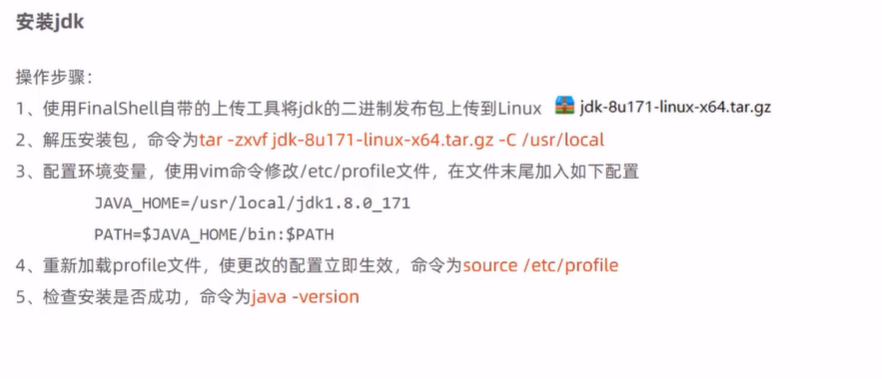 安装jdk
操作步骤：
1、使用FinalShell自带的上传工具将jdk的二进制发布包上传到Linux jdk-8u171-linux-x64.tar.gz
2、解压安装包，命令为tar -zxvf jdk-8u171-linux-x64.tar.gz -C /usr/local
3、配置环境变量，使用vim命令修改/etc/profile文件，在文件末尾加入如下配置
JAVA_HOME=/usr/local/jdk1.8.0_171
PATH=$JAVA_HOME/bin:$PATH
4、重新加载profile文件，使更改的配置立即生效，命令为source /etc/profile
5、检查安装是否成功，命令为java -version